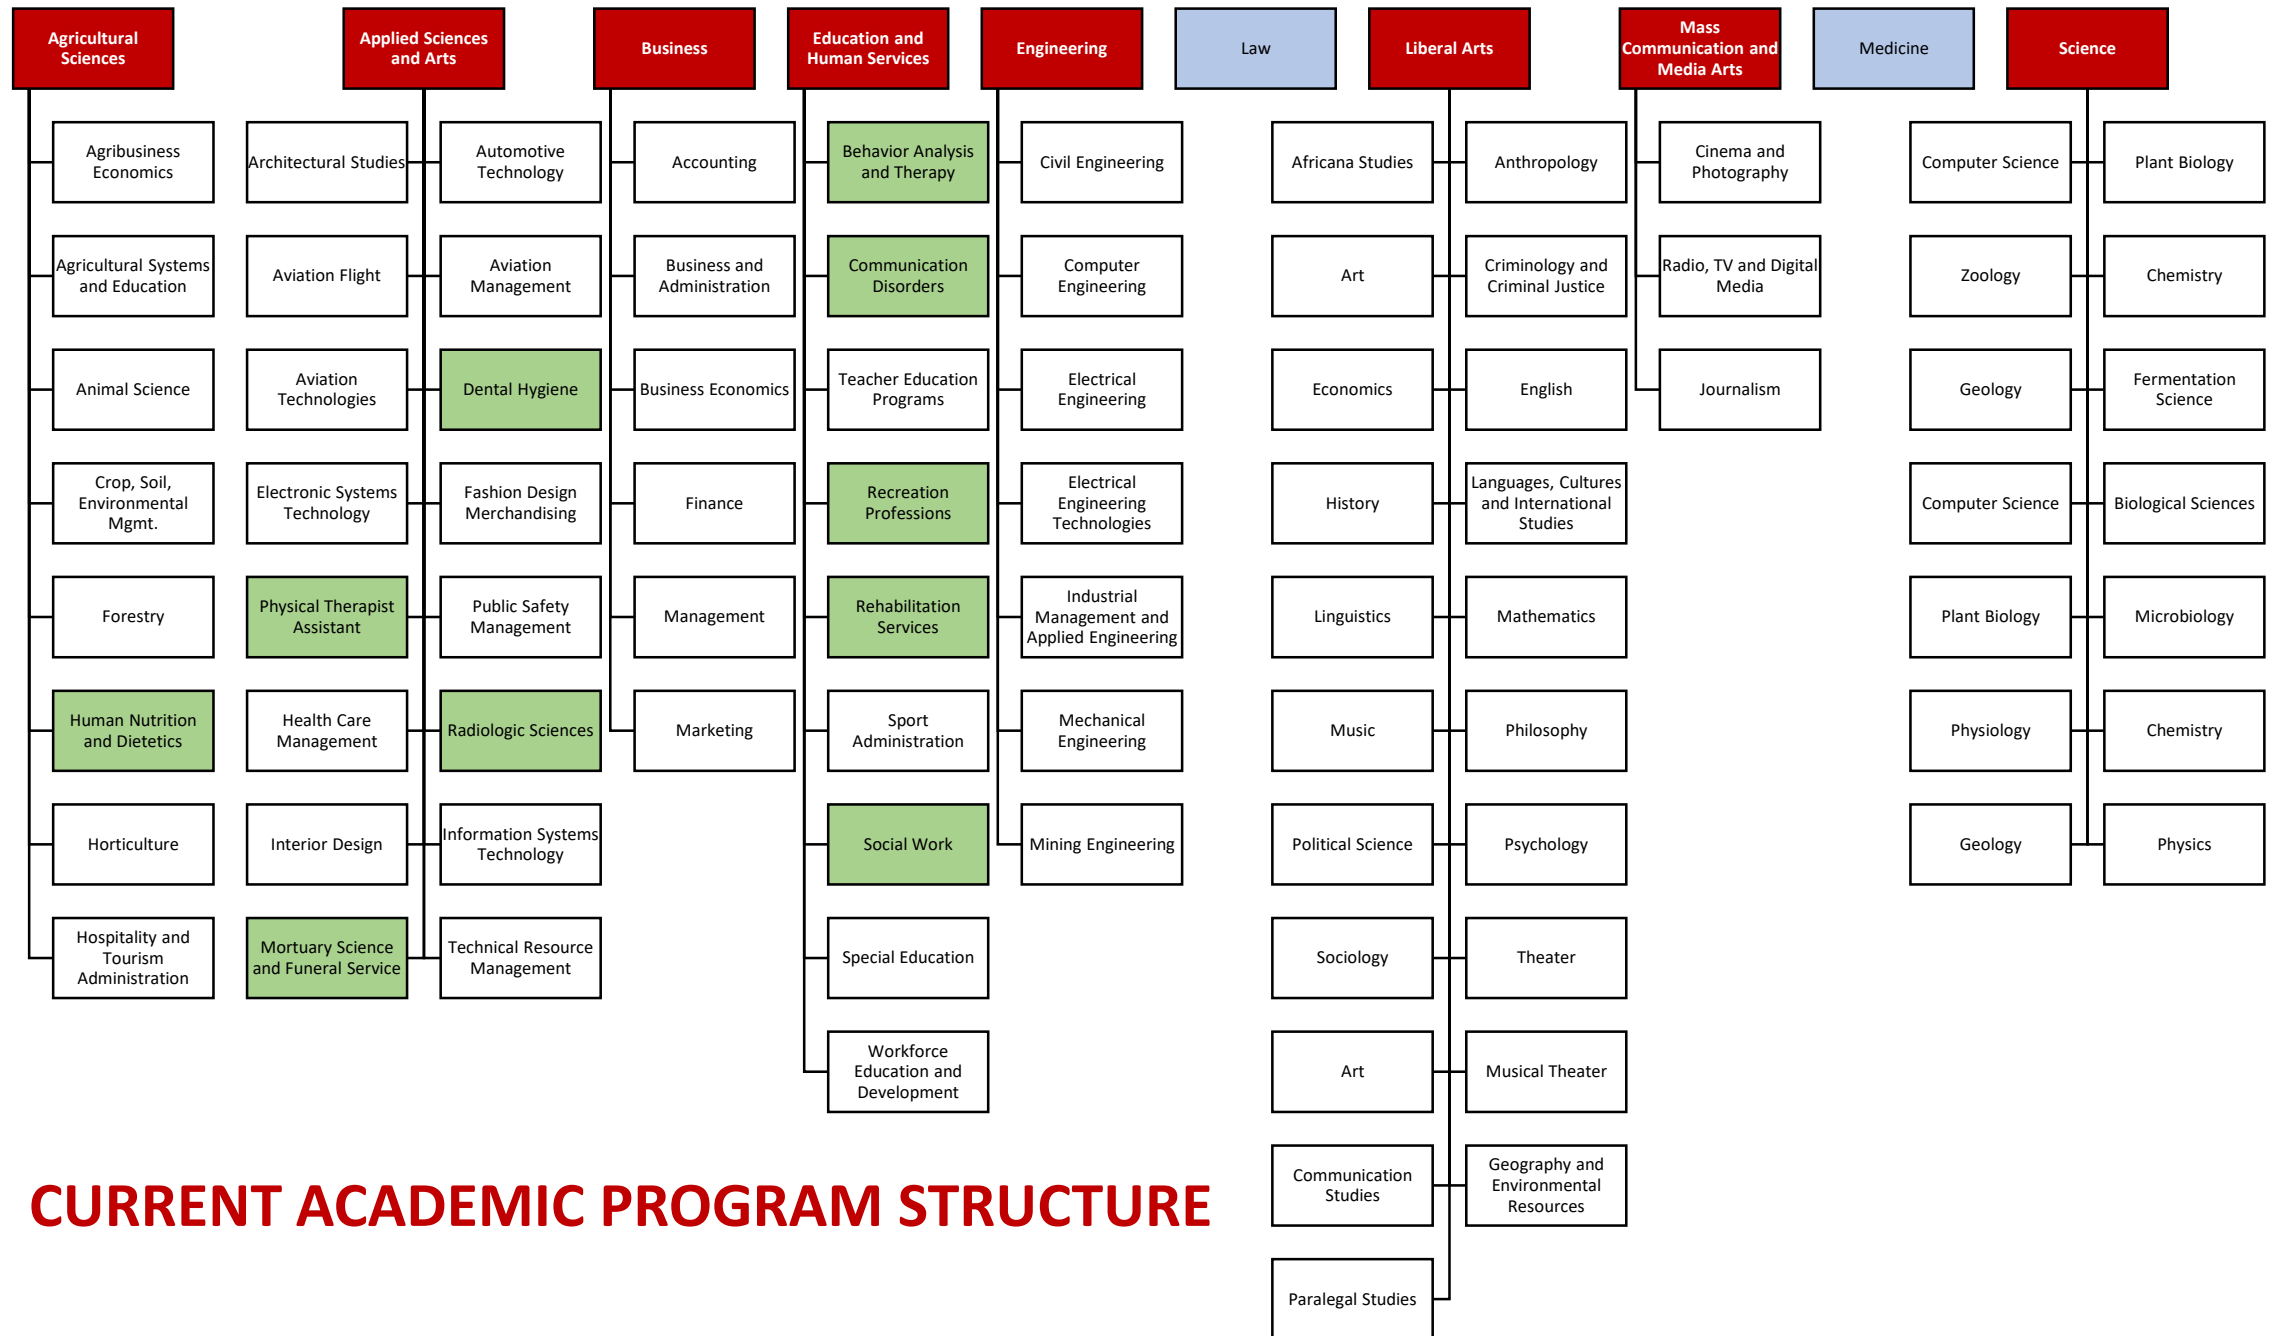 Agricultural
Sciences
Applied Sciences
and Arts
Business
Education and
Human Services
Engineering
Law
Liberal Arts
Mass
Communication and
Media Arts
Medicine
Science
Agribusiness
Economics
Agricultural Systems
and Education
Animal Science
Crop, Soil,
Environmental
Mgmt.
Forestry
Human Nutrition
and Dietetics
Horticulture
Hospitality and
Tourism
Administration
Architectural Studies
Automotive
Technology
Aviation Flight
Aviation
Management
Aviation
Technologies
Dental Hygiene
Electronic Systems
Technology
Fashion Design
Merchandising
Physical Therapist
Assistant
Public Safety
Management
Health Care
Management
Radiologic Sciences
Interior Design
Information Systems
Technology
Mortuary Science
and Funeral Service
Technical Resource
Management
Accounting
Business and
Administration
Business Economics
Finance
Management
Marketing
Behavior Analysis
and Therapy
Communication
Disorders
Teacher Education
Programs
Recreation
Professions
Rehabilitation
Services
Sport
Administration
Social Work
Special Education
Workforce
Education and
Development
Civil Engineering
Computer
Engineering
Electrical
Engineering
Electrical
Engineering
Technologies
Industrial
Management and
Applied Engineering
Mechanical
Engineering
Mining Engineering
Africana Studies
Anthropology
Art
Criminology and
Criminal Justice
Economics
English
History
Languages, Cultures
and International
Studies
Linguistics
Mathematics
Music
Philosophy
Political Science
Psychology
Sociology
Theater
Art
Musical Theater
Communication
Studies
Geography and
Environmental
Resources
Paralegal Studies
Cinema and
Photography
Radio, TV and Digital
Media
Journalism
Computer Science
Plant Biology
Zoology
Chemistry
Geology
Fermentation
Science
Computer Science
Biological Sciences
Plant Biology
Microbiology
Physiology
Chemistry
Geology
Physics
CURRENT ACADEMIC PROGRAM STRUCTURE